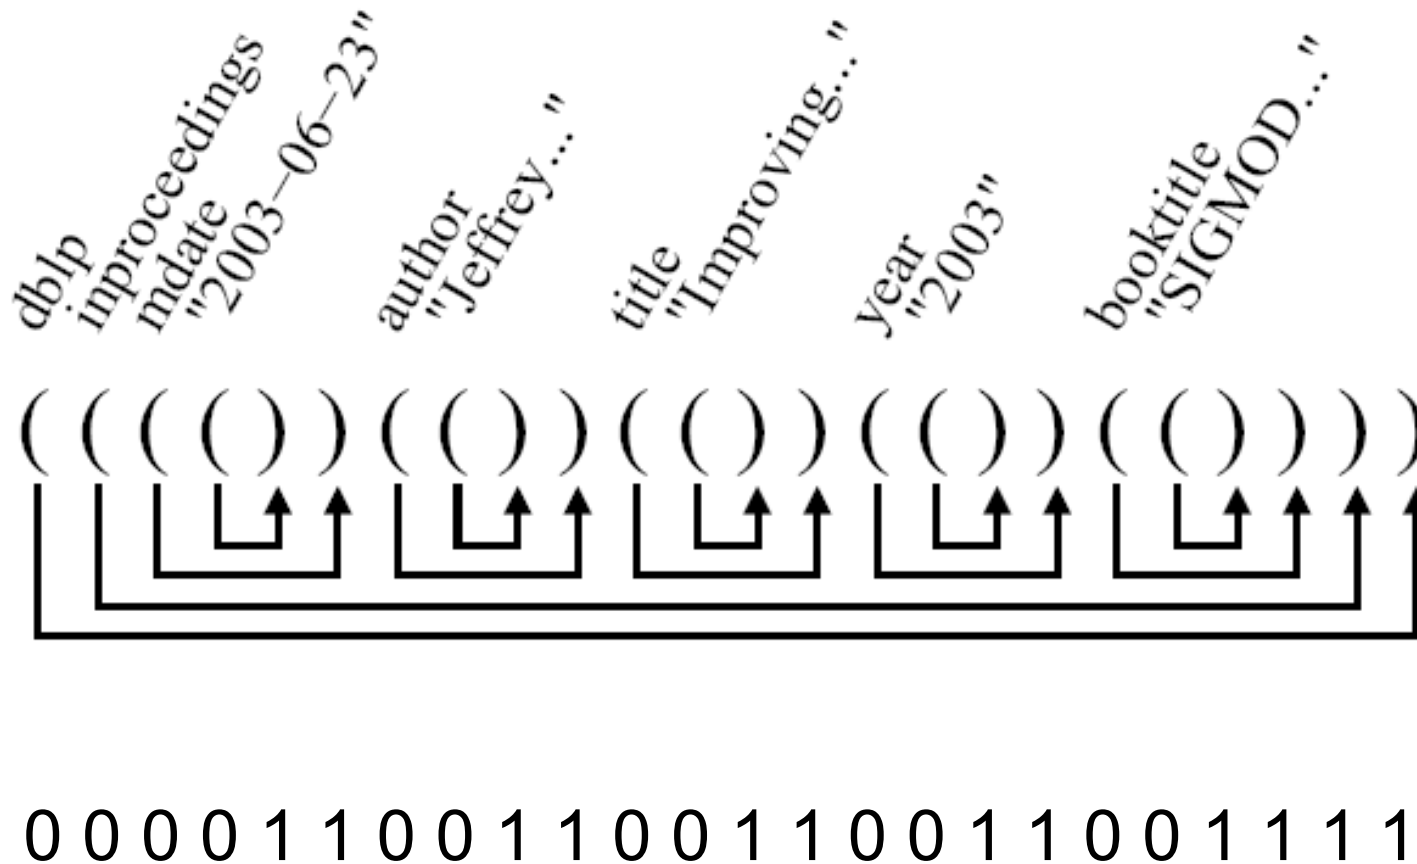 dblp
inproceedings
mdate
"2003–06–23"
author
"Jeffrey..."
title
"Improving..."
year
"2003"
booktitle
"SIGMOD..."
( ( ( ( ) ) ( ( ) ) ( ( ) ) ( ( ) ) ( ( ) ) ) )
0 0 0 0 1 1 0 0 1 1 0 0 1 1 0 0 1 1 0 0 1 1 1 1